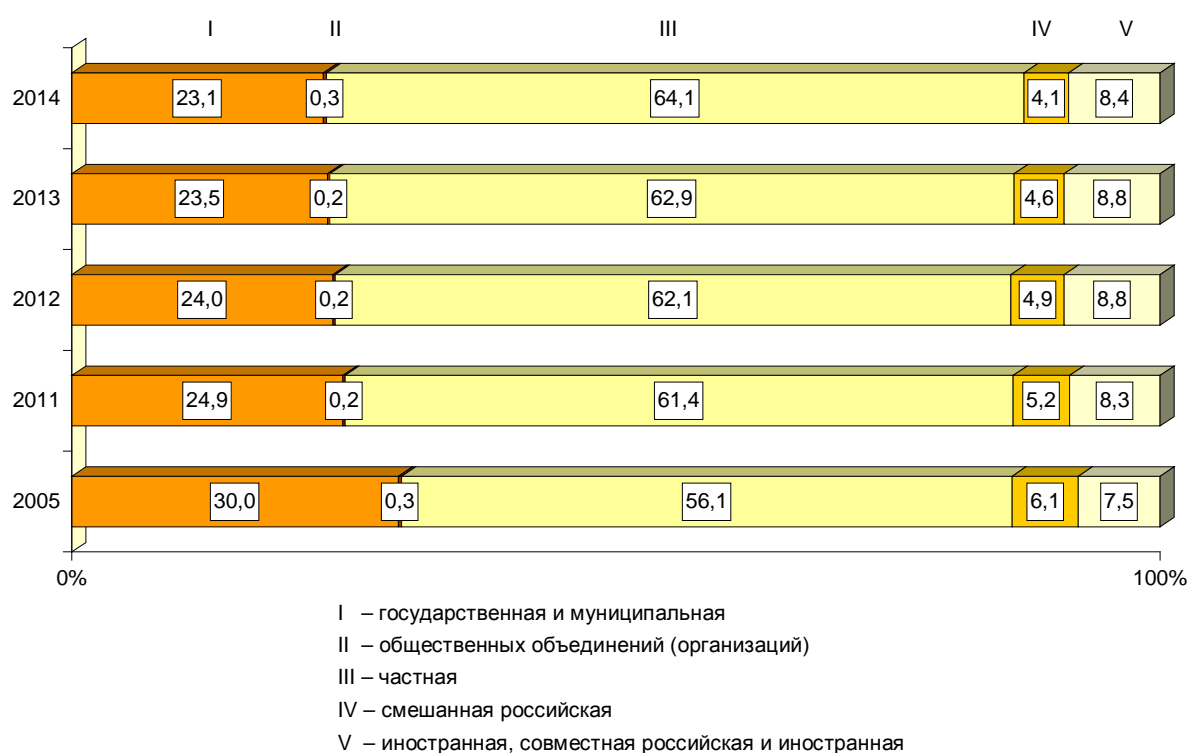 I II III IV V
2014 23,1 0,3 64,1 4,1 8,4
2013 23,5 0,2 62,9 4,6 8,8
2012 24,0 0,2 62,1 4,9 8,8
2011 24,9 0,2 61,4 5,2 8,3
2005 30,0 0,3 56,1 6,1 7,5
0% 100%
I – государственная и муниципальная
II – общественных объединений (организаций)
III – частная
IV – смешанная российская
V – иностранная, совместная российская и иностранная